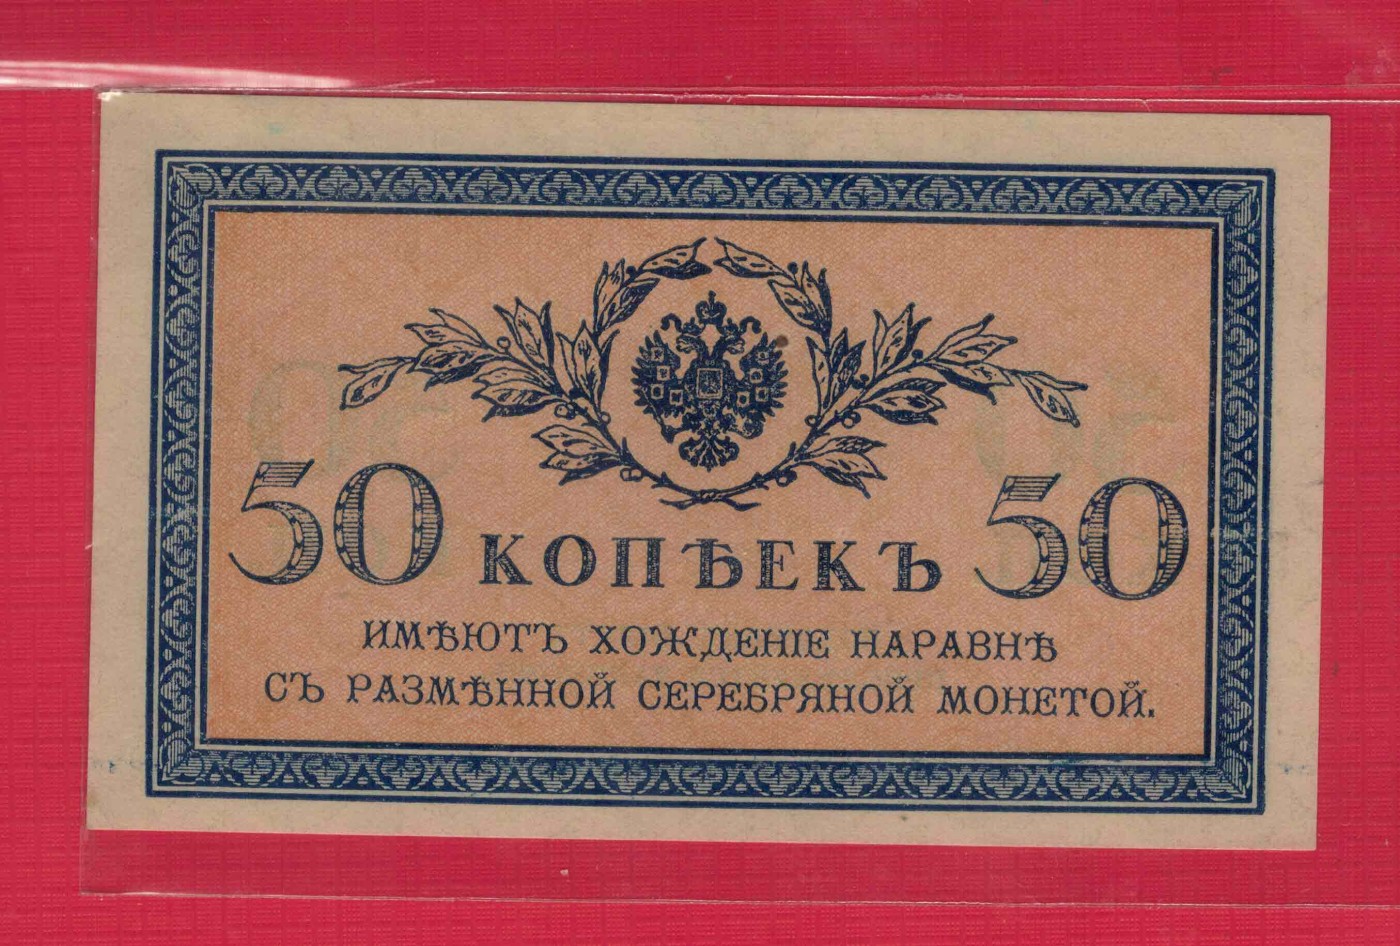 50 КОПѢЕКЪ 50
ИМѢЮТЪ ХОЖДЕНІЕ НАРАВНѢ
СЪ РАЗМѢННОЙ СЕРЕБРЯНОЙ МОНЕТОЙ.